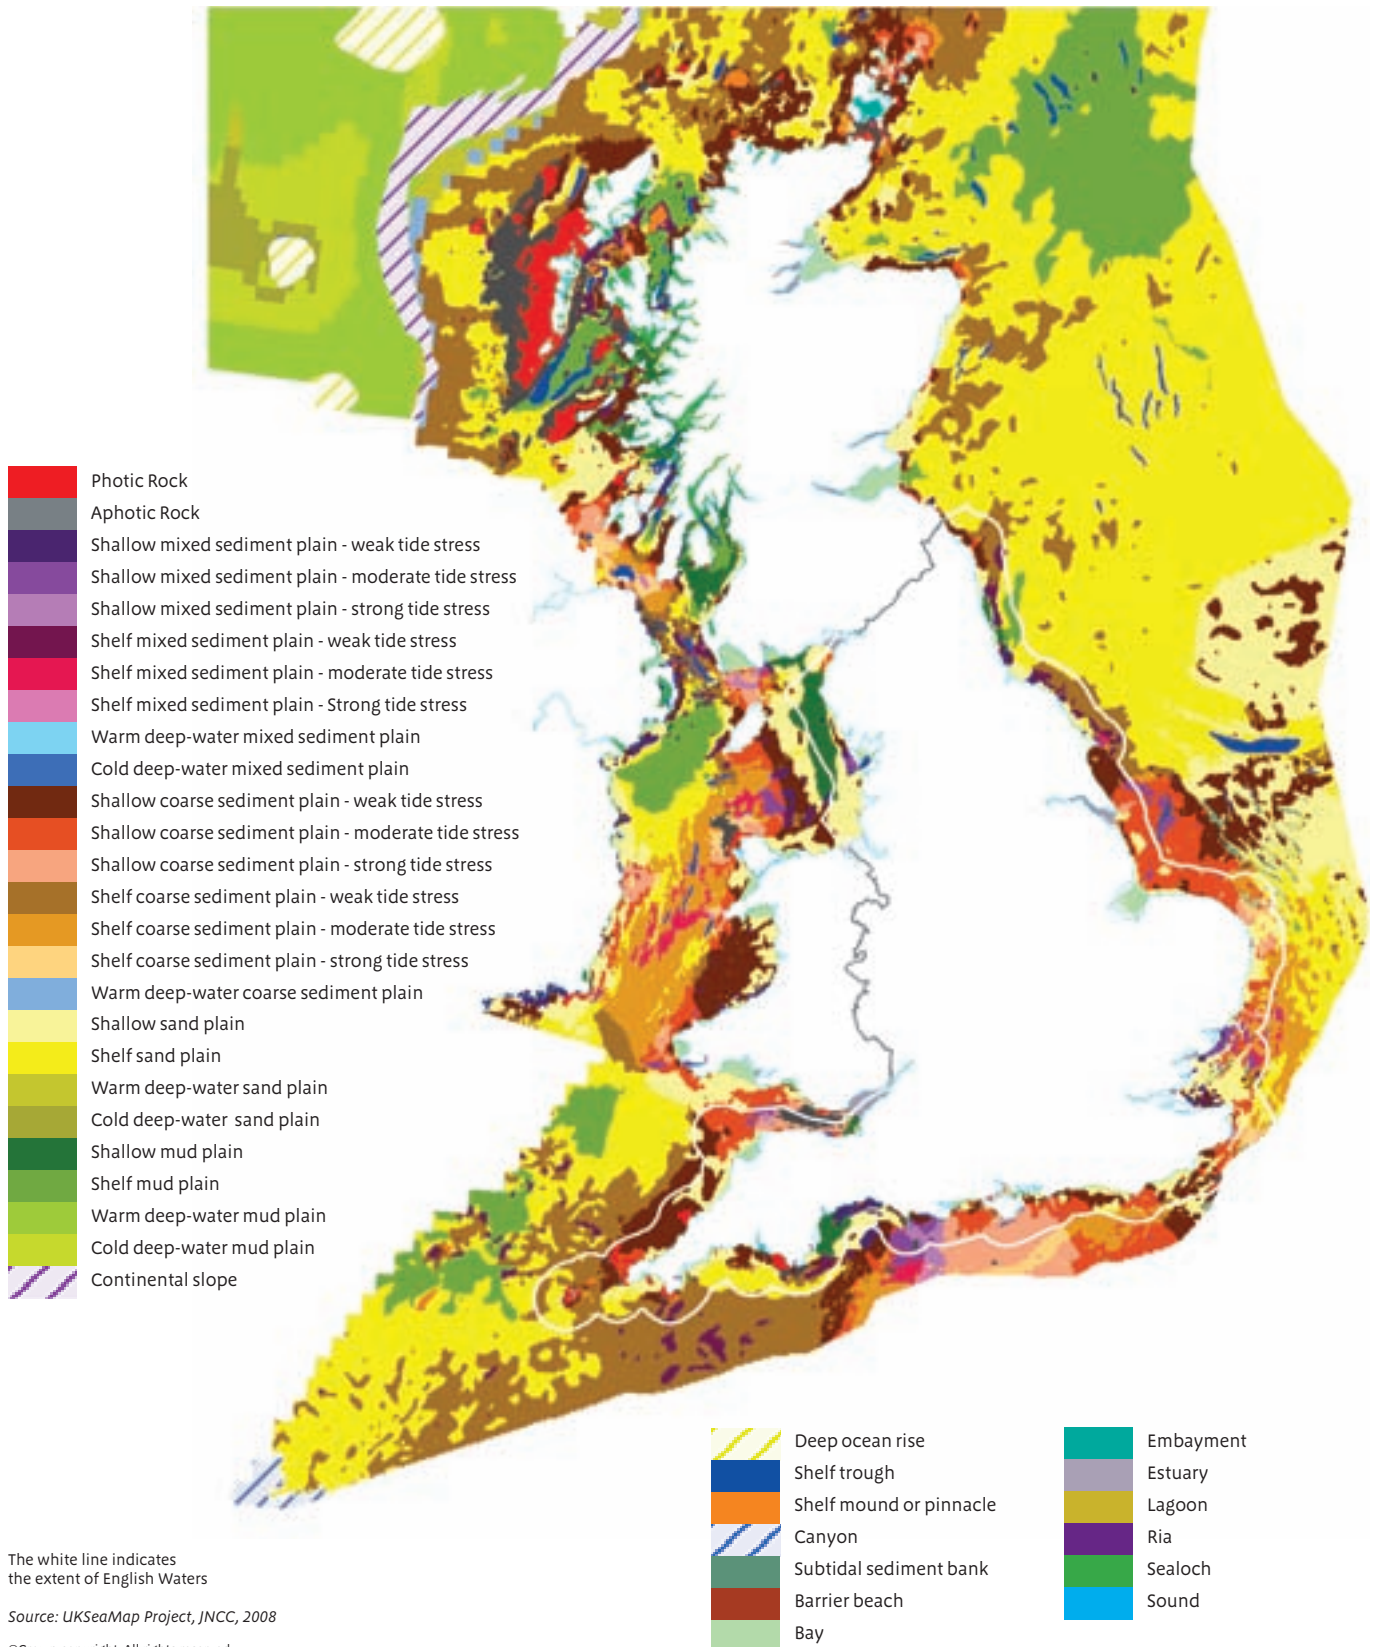 Photic Rock
Aphotic Rock
Shallow mixed sediment plain - weak tide stress
Shallow mixed sediment plain - moderate tide stress
Shallow mixed sediment plain - strong tide stress
Shelf mixed sediment plain - weak tide stress
Shelf mixed sediment plain - moderate tide stress
Shelf mixed sediment plain - Strong tide stress
Warm deep-water mixed sediment plain
Cold deep-water mixed sediment plain
Shallow coarse sediment plain - weak tide stress
Shallow coarse sediment plain - moderate tide stress
Shallow coarse sediment plain - strong tide stress
Shelf coarse sediment plain - weak tide stress
Shelf coarse sediment plain - moderate tide stress
Shelf coarse sediment plain - strong tide stress
Warm deep-water coarse sediment plain
Shallow sand plain
Shelf sand plain
Warm deep-water sand plain
Cold deep-water sand plain
Shallow mud plain
Shelf mud plain
Warm deep-water mud plain
Cold deep-water mud plain
Continental slope
Deep ocean rise
Shelf trough
Shelf mound or pinnacle
Canyon
Subtidal sediment bank
Barrier beach
Bay
Embayment
Estuary
Lagoon
Ria
Sealoch
Sound
The white line indicates
the extent of English Waters
Source: UKSeaMap Project, JNCC, 2008